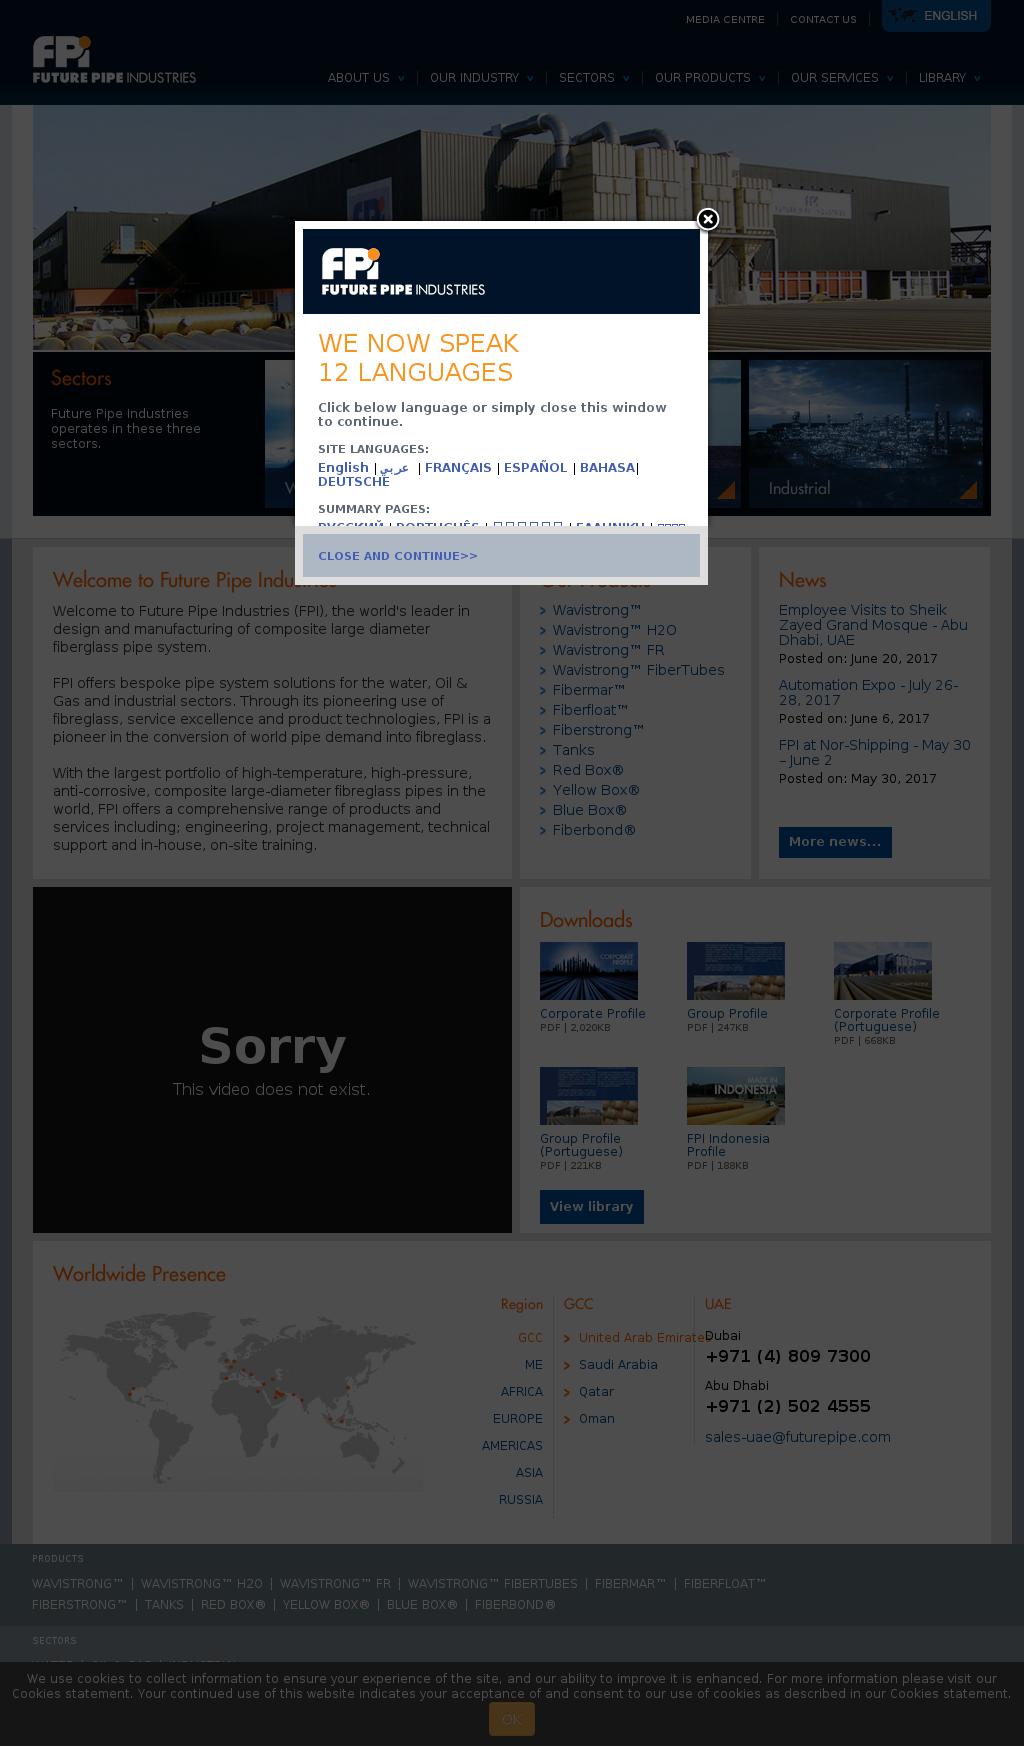 MEDIA CENTRE
CONTACT US
ENGLISH
FPi
FUTURE PIPE INDUSTRIES
ABOUT US
OUR INDUSTRY
SECTORS
OUR PRODUCTS
OUR SERVICES
LIBRARY
FPi
FUTURE PIPE INDUSTRIES
WE NOW SPEAK
12 LANGUAGES
Click below language or simply close this window
to continue.
SITE LANGUAGES:
English | عربي | FRANÇAIS | ESPAÑOL | BAHASA|
DEUTSCHE
SUMMARY PAGES:
РУССКИЙ | PORTUGUÊS | | ΕΛΛΗΝΙΚΗ |
CLOSE AND CONTINUE>>
Sectors
Future Pipe Industries
operates in these three
sectors.
Industrial
Welcome to Future Pipe Industries
Welcome to Future Pipe Industries (FPI), the world's leader in
design and manufacturing of composite large diameter
fiberglass pipe system.
FPI offers bespoke pipe system solutions for the water, Oil &
Gas and industrial sectors. Through its pioneering use of
fibreglass, service excellence and product technologies, FPI is a
pioneer in the conversion of world pipe demand into fibreglass.
With the largest portfolio of high-temperature, high-pressure,
anti-corrosive, composite large-diameter fibreglass pipes in the
world, FPI offers a comprehensive range of products and
services including; engineering, project management, technical
support and in-house, on-site training.
Our Products
Wavistrong™
Wavistrong™ H2O
Wavistrong™ FR
Wavistrong™ FiberTubes
Fibermar™
Fiberfloat™
Fiberstrong™
Tanks
Red Box®
Yellow Box®
Blue Box®
Fiberbond®
News
Employee Visits to Sheik
Zayed Grand Mosque - Abu
Dhabi, UAE
Posted on: June 20, 2017
Automation Expo - July 26-
28, 2017
Posted on: June 6, 2017
FPI at Nor-Shipping - May 30
– June 2
Posted on: May 30, 2017
More news...
Sorry
This video does not exist.
Downloads
CORPORATE
PROFILE
Corporate Profile
PDF | 2,020KB
Group Profile
PDF | 247KB
Corporate Profile
(Portuguese)
PDF | 668KB
Group Profile
(Portuguese)
PDF | 221KB
MADE IN
INDONESIA
FPI Indonesia
Profile
PDF | 188KB
View library
Worldwide Presence
Region
GCC
ME
AFRICA
EUROPE
AMERICAS
ASIA
RUSSIA
GCC
United Arab Emirates
Saudi Arabia
Qatar
Oman
UAE
Dubai
+971 (4) 809 7300
Abu Dhabi
+971 (2) 502 4555
sales-uae@futurepipe.com
PRODUCTS
WAVISTRONG™ | WAVISTRONG™ H2O | WAVISTRONG™ FR | WAVISTRONG™ FIBERTUBES | FIBERMAR™ | FIBERFLOAT™
FIBERSTRONG™ | TANKS | RED BOX® | YELLOW BOX® | BLUE BOX® | FIBERBOND®
SECTORS
We use cookies to collect information to ensure your experience of the site, and our ability to improve it is enhanced. For more information please visit our
Cookies statement. Your continued use of this website indicates your acceptance of and consent to our use of cookies as described in our Cookies statement.
OK